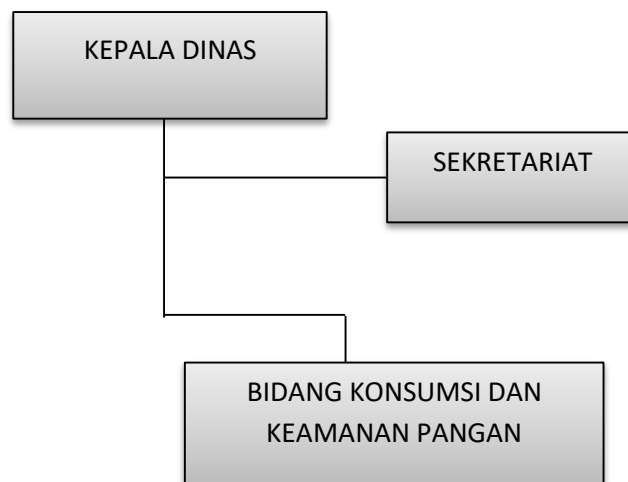 KEPALA DINAS
SEKRETARIAT
BIDANG KONSUMSI DAN
KEAMANAN PANGAN